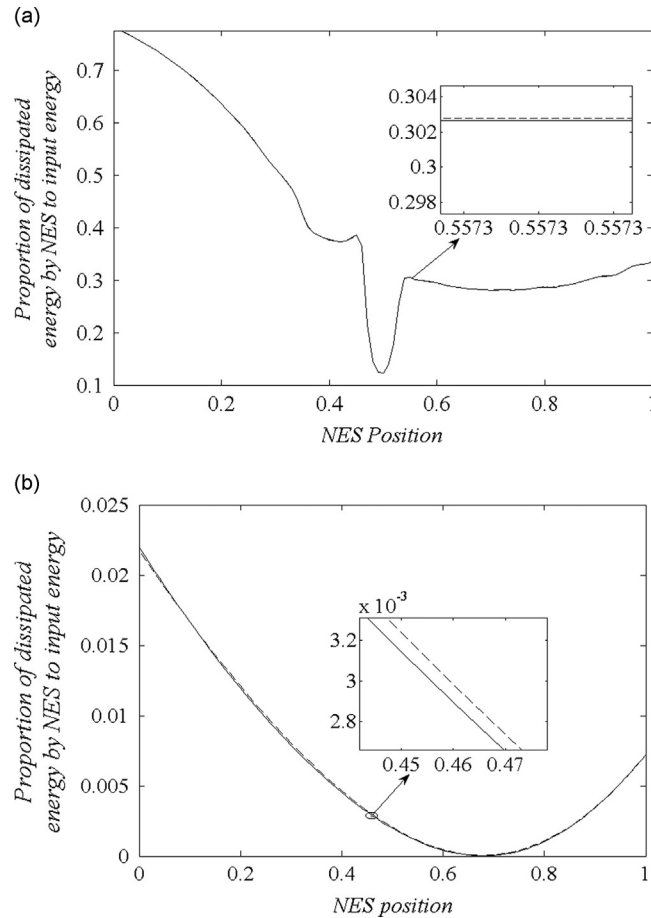 (a)
Proportion of dissipated
energy by NES to input energy
0.7
0.6
0.5
0.4
0.3
0.2
0.1
0.304
0.302
0.3
0.298
0.5573 0.5573 0.5573
0 0.2 0.4 0.6 0.8 1
NES Position
(b)
Proportion of dissipated
energy by NES to input energy
0.025
0.02
0.015
0.01
0.005
0
x 10-3
3.2
3
2.8
0.45 0.46 0.47
0 0.2 0.4 0.6 0.8 1
NES position